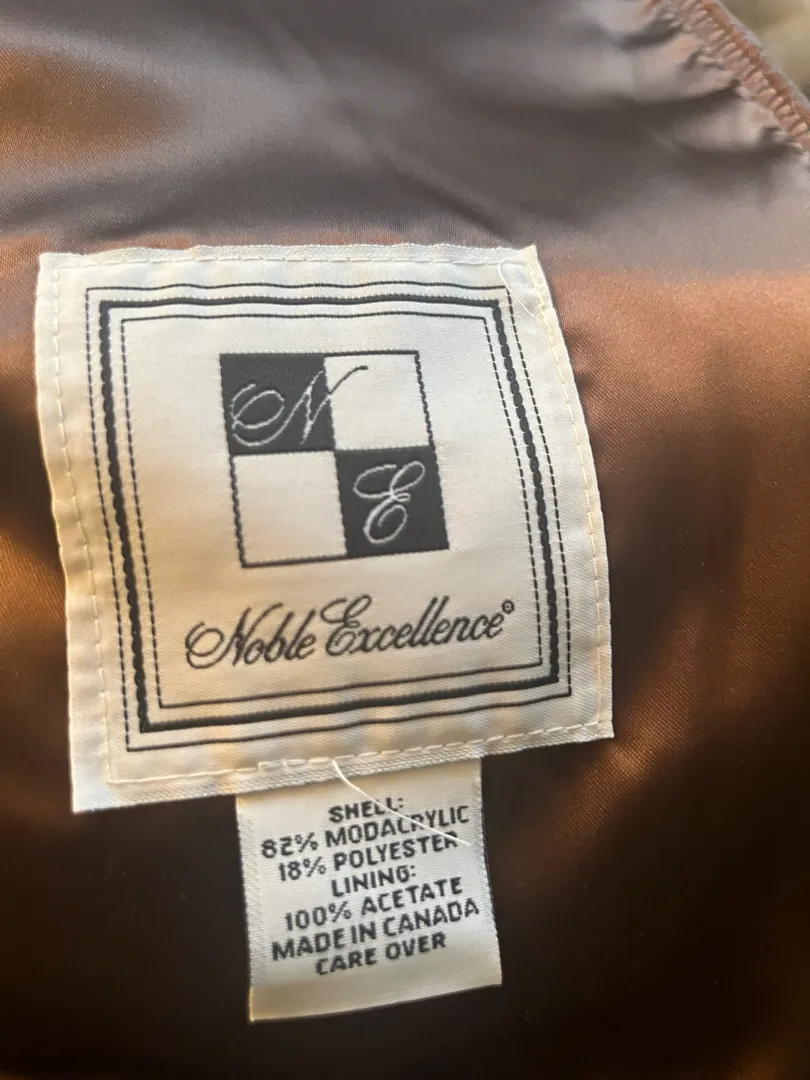 N
E
Noble Excellence©
SHELL:
82% MODACRYLIC
18% POLYESTER
LINING:
100% ACETATE
MADE IN CANADA
CARE OVER